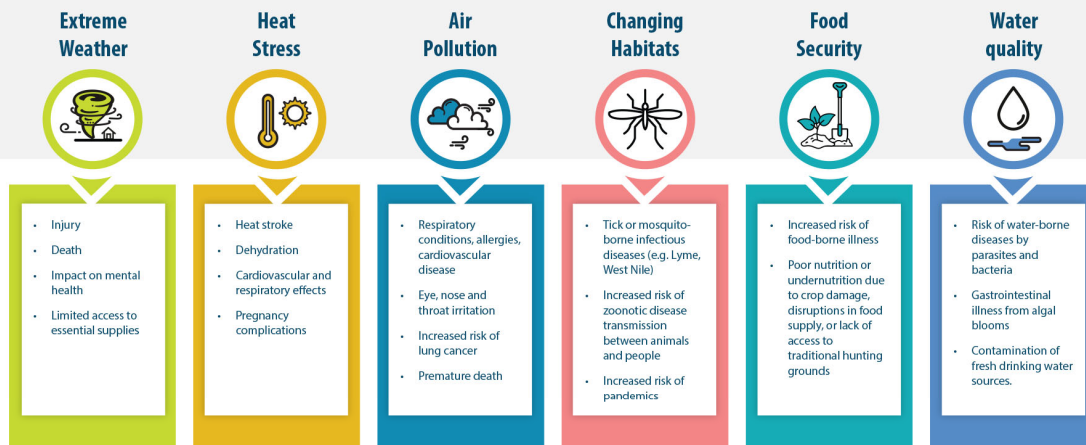 Extreme
Weather
Heat
Stress
Air
Pollution
Changing
Habitats
Food
Security
Water
quality
• Injury
• Death
• Impact on mental
health
• Limited access to
essential supplies
• Heat stroke
• Dehydration
• Cardiovascular and
respiratory effects
• Pregnancy
complications
• Respiratory
conditions, allergies,
cardiovascular
disease
• Eye, nose and
throat irritation
• Increased risk of
lung cancer
• Premature death
• Tick or mosquito-
borne infectious
diseases (e.g. Lyme,
West Nile)
• Increased risk of
zoonotic disease
transmission
between animals
and people
• Increased risk of
pandemics
• Increased risk of
food-borne illness
• Poor nutrition or
undernutrition due
to crop damage,
disruptions in food
supply, or lack of
access to
traditional hunting
grounds
• Risk of water-borne
diseases by
parasites and
bacteria
• Gastrointestinal
illness from algal
blooms
• Contamination of
fresh drinking water
sources.